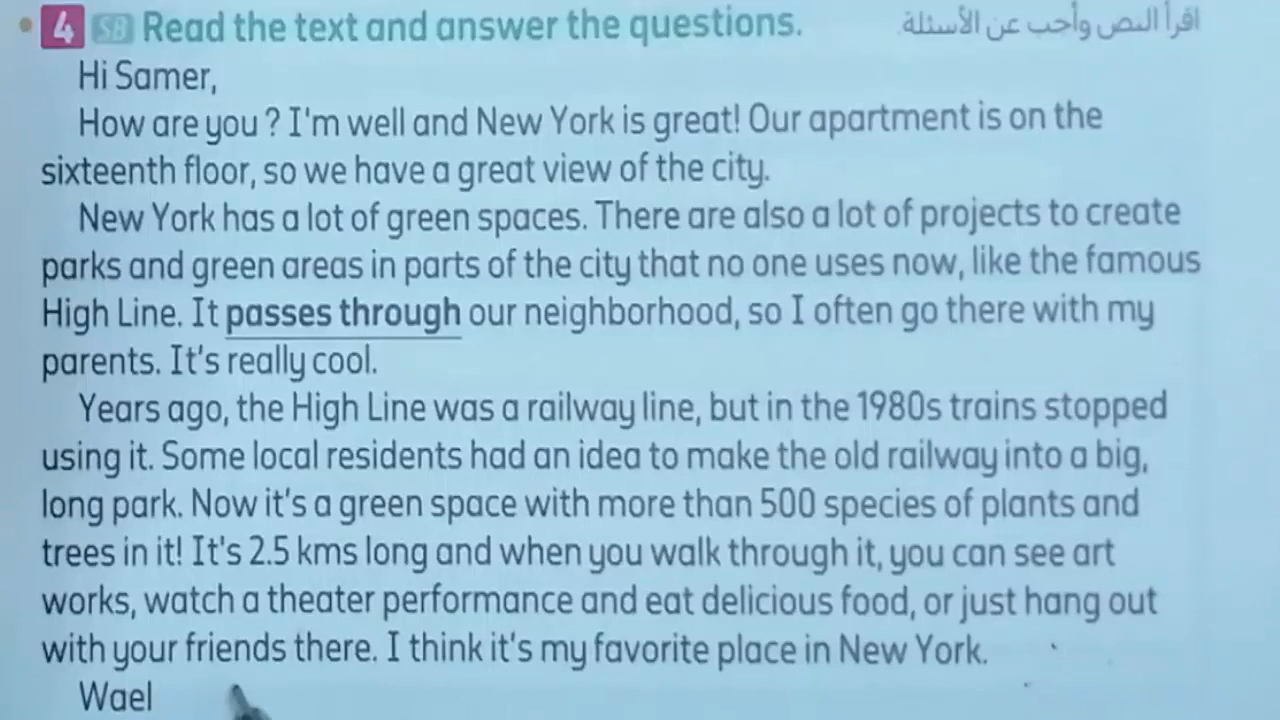 4 SB Read the text and answer the questions. اقرأ النص وأجب عن الأسئلة.
Hi Samer,
How are you? I'm well and New York is great! Our apartment is on the
sixteenth floor, so we have a great view of the city.
New York has a lot of green spaces. There are also a lot of projects to create
parks and green areas in parts of the city that no one uses now, like the famous
High Line. It passes through our neighborhood, so I often go there with my
parents. It's really cool.
Years ago, the High Line was a railway line, but in the 1980s trains stopped
using it. Some local residents had an idea to make the old railway into a big,
long park. Now it's a green space with more than 500 species of plants and
trees in it! It's 2.5 kms long and when you walk through it, you can see art
works, watch a theater performance and eat delicious food, or just hang out
with your friends there. I think it's my favorite place in New York.
Wael